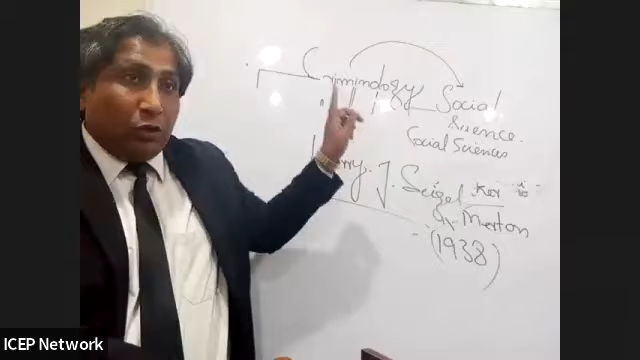 Criminology
Social
Science.
Social Sciences
Larry. J. Seigel
Merton
(1938)
ICEP Network